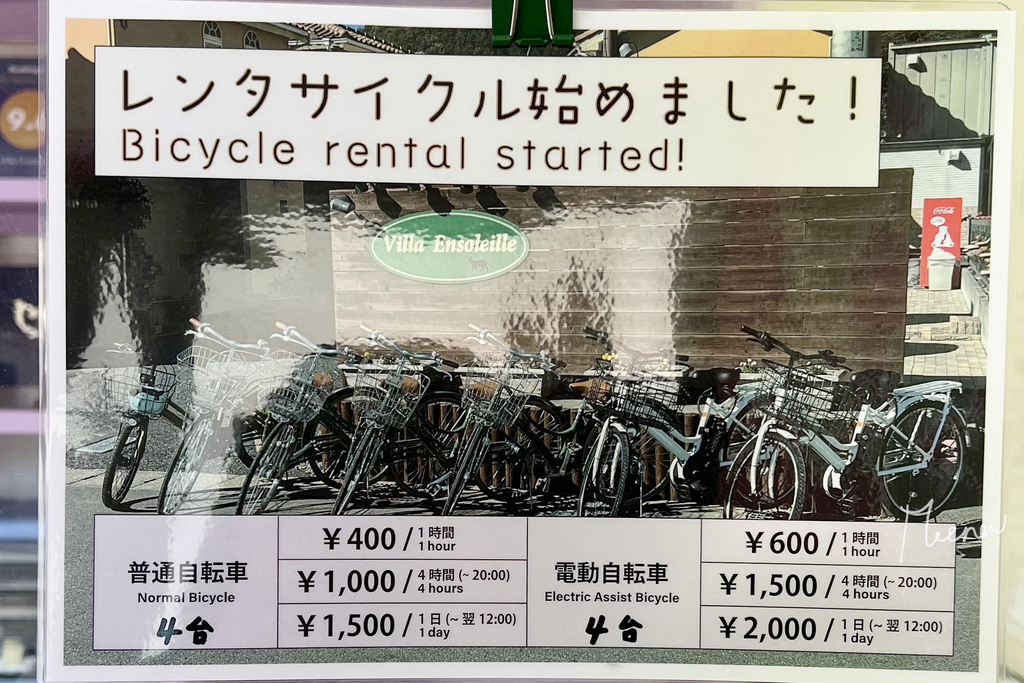 レンタサイクル始めました！
Bicycle rental started!
Villa Ensoleille
Coca-Cola
普通自転車
Normal Bicycle
4台
￥400 / 1時間
1 hour
￥1,000 / 4時間 (~ 20:00)
4 hours
￥1,500 / 1日 (~ 翌 12:00)
1 day
電動自転車
Electric Assist Bicycle
4台
￥600 / 1時間
1 hour
￥1,500 / 4時間 (~ 20:00)
4 hours
￥2,000 / 1日 (~ 翌 12:00)
1 day